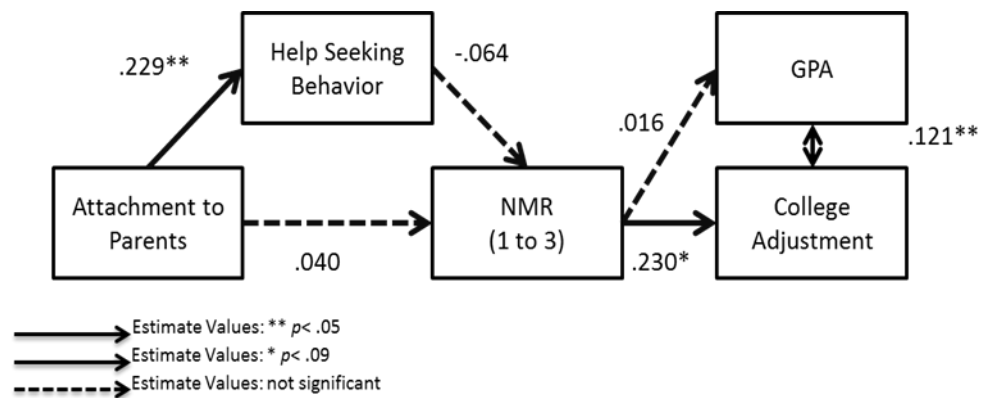 .229**
Help Seeking
Behavior
-.064
GPA
.016
.121**
Attachment to
Parents
.040
NMR
(1 to 3)
.230*
College
Adjustment
Estimate Values: ** p< .05
Estimate Values: * p< .09
Estimate Values: not significant